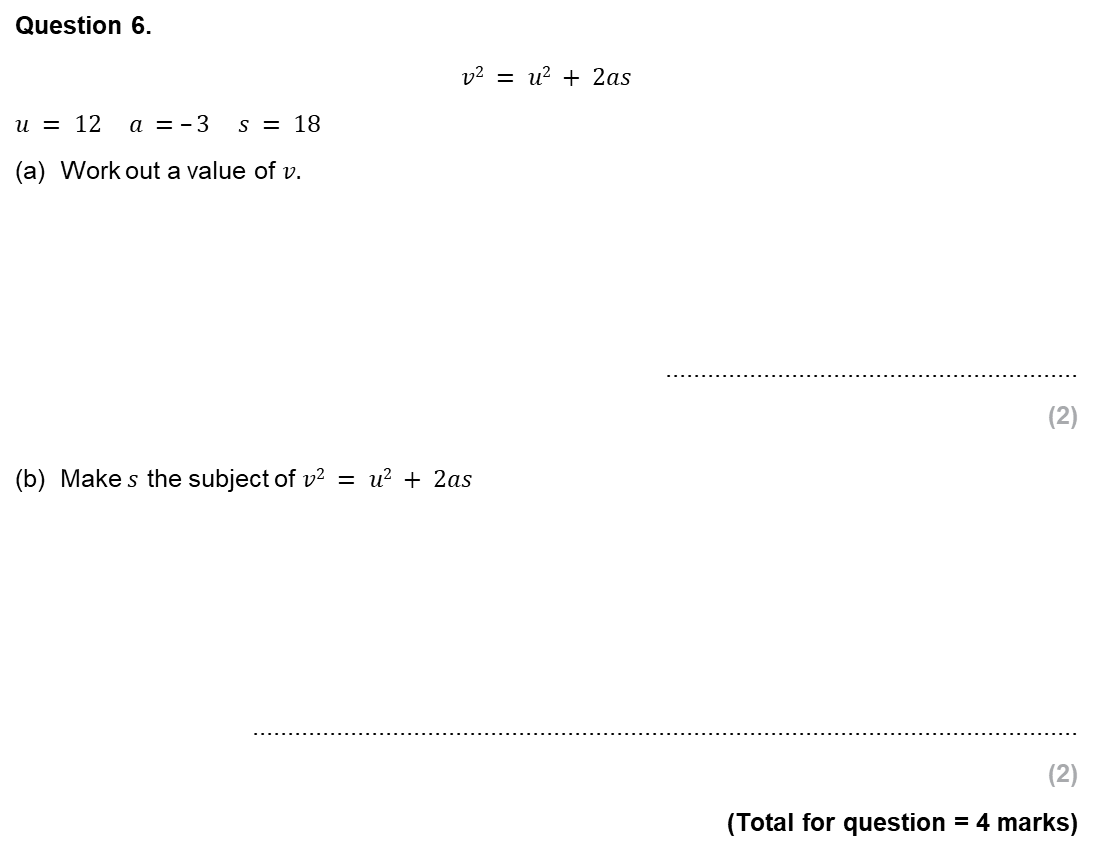 Question 6.
v² = u² + 2as
u = 12 a = –3 s = 18
(a) Work out a value of v.
..........................................................
(2)
(b) Make s the subject of v² = u² + 2as
....................................................................................................................
(2)
(Total for question = 4 marks)